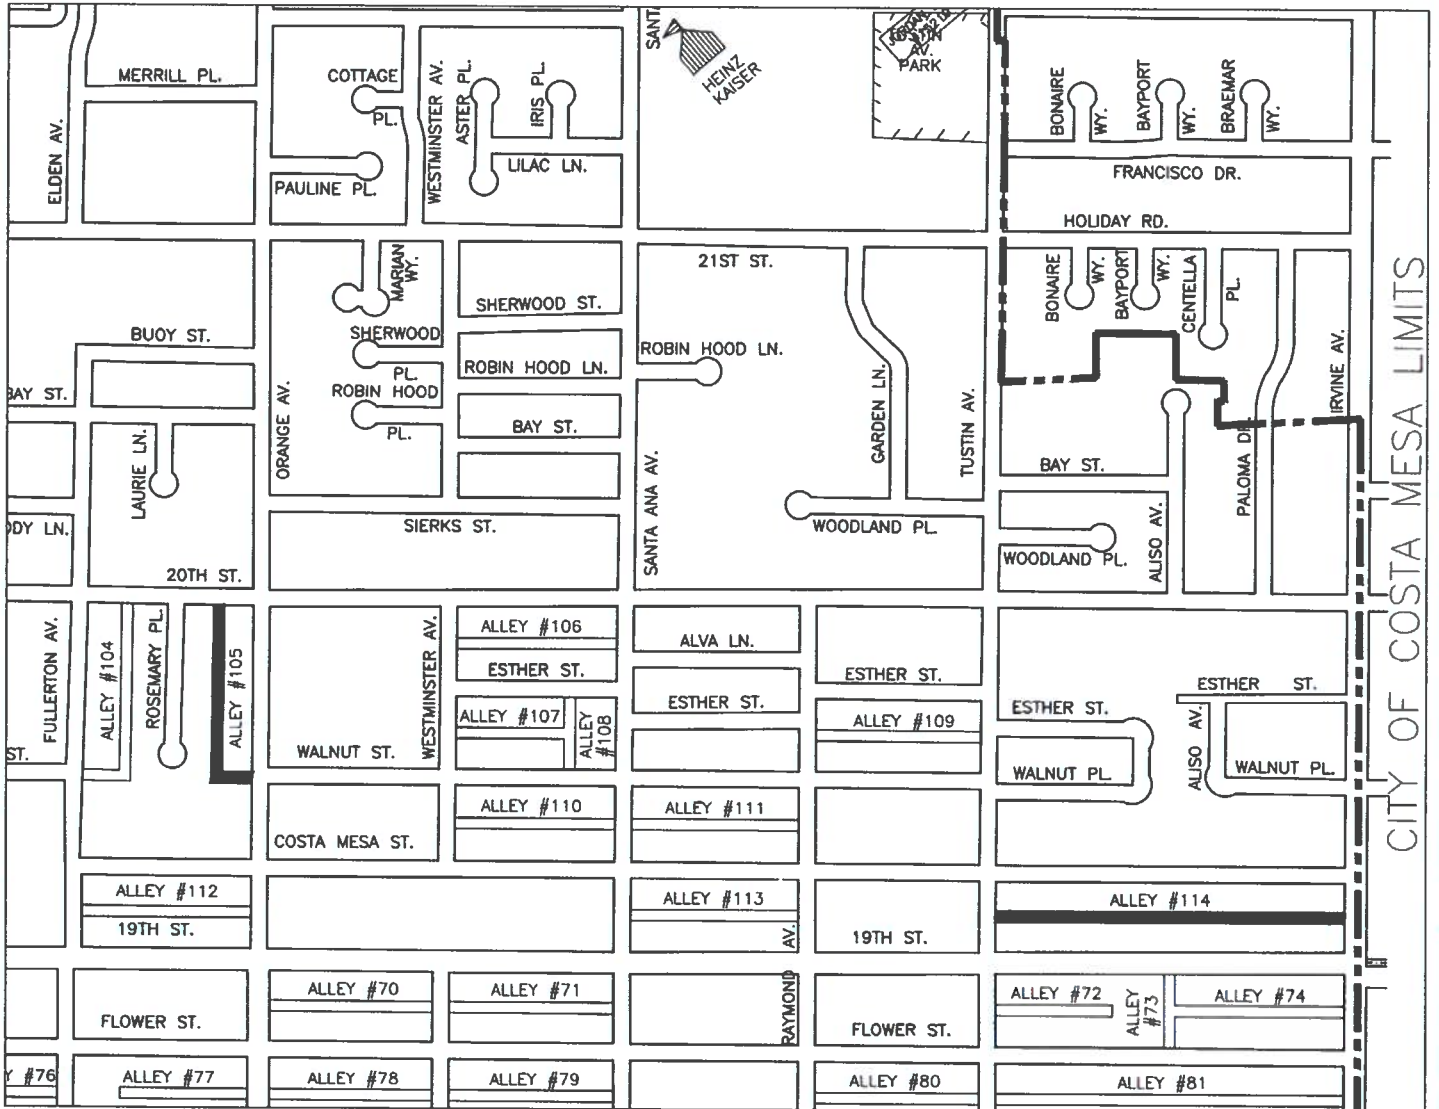 MERRILL PL.
ELDEN AV.
COTTAGE
PL.
PAULINE PL.
WESTMINSTER AV.
ASTER PL.
IRIS PL.
LILAC LN.
HEINZ
KAISER
AV.
PARK
BONAIRE
WY.
BAYPORT
WY.
BRAEMAR
WY.
FRANCISCO DR.
HOLIDAY RD.
MARIAN
WY.
SHERWOOD ST.
21ST ST.
BONAIRE
WY.
BAYPORT
WY.
CENTELLA
PL.
BUOY ST.
SHERWOOD
PL.
ROBIN HOOD LN.
ROBIN HOOD LN.
ROBIN HOOD
PL.
BAY ST.
ORANGE AV.
BAY ST.
GARDEN LN.
TUSTIN AV.
IRVINE AV.
CITY OF COSTA MESA LIMITS
LAURIE LN.
SANTA ANA AV.
BAY ST.
PALOMA DR.
DDY LN.
SIERKS ST.
WOODLAND PL.
WOODLAND PL.
ALISO AV.
20TH ST.
FULLERTON AV.
ALLEY #104
ROSEMARY PL.
ALLEY #105
WESTMINSTER AV.
ALLEY #106
ESTHER ST.
ALVA LN.
ESTHER ST.
ESTHER ST.
ESTHER ST.
ESTHER ST.
ST.
WALNUT ST.
ALLEY #107
ALLEY
#108
ALLEY #109
WALNUT PL.
ALISO AV.
WALNUT PL.
COSTA MESA ST.
ALLEY #110
ALLEY #111
ALLEY #112
19TH ST.
ALLEY #113
19TH ST.
ALLEY #114
RAYMOND AV.
ALLEY #70
ALLEY #71
ALLEY #72
ALLEY
#73
ALLEY #74
FLOWER ST.
FLOWER ST.
Y #76
ALLEY #77
ALLEY #78
ALLEY #79
ALLEY #80
ALLEY #81